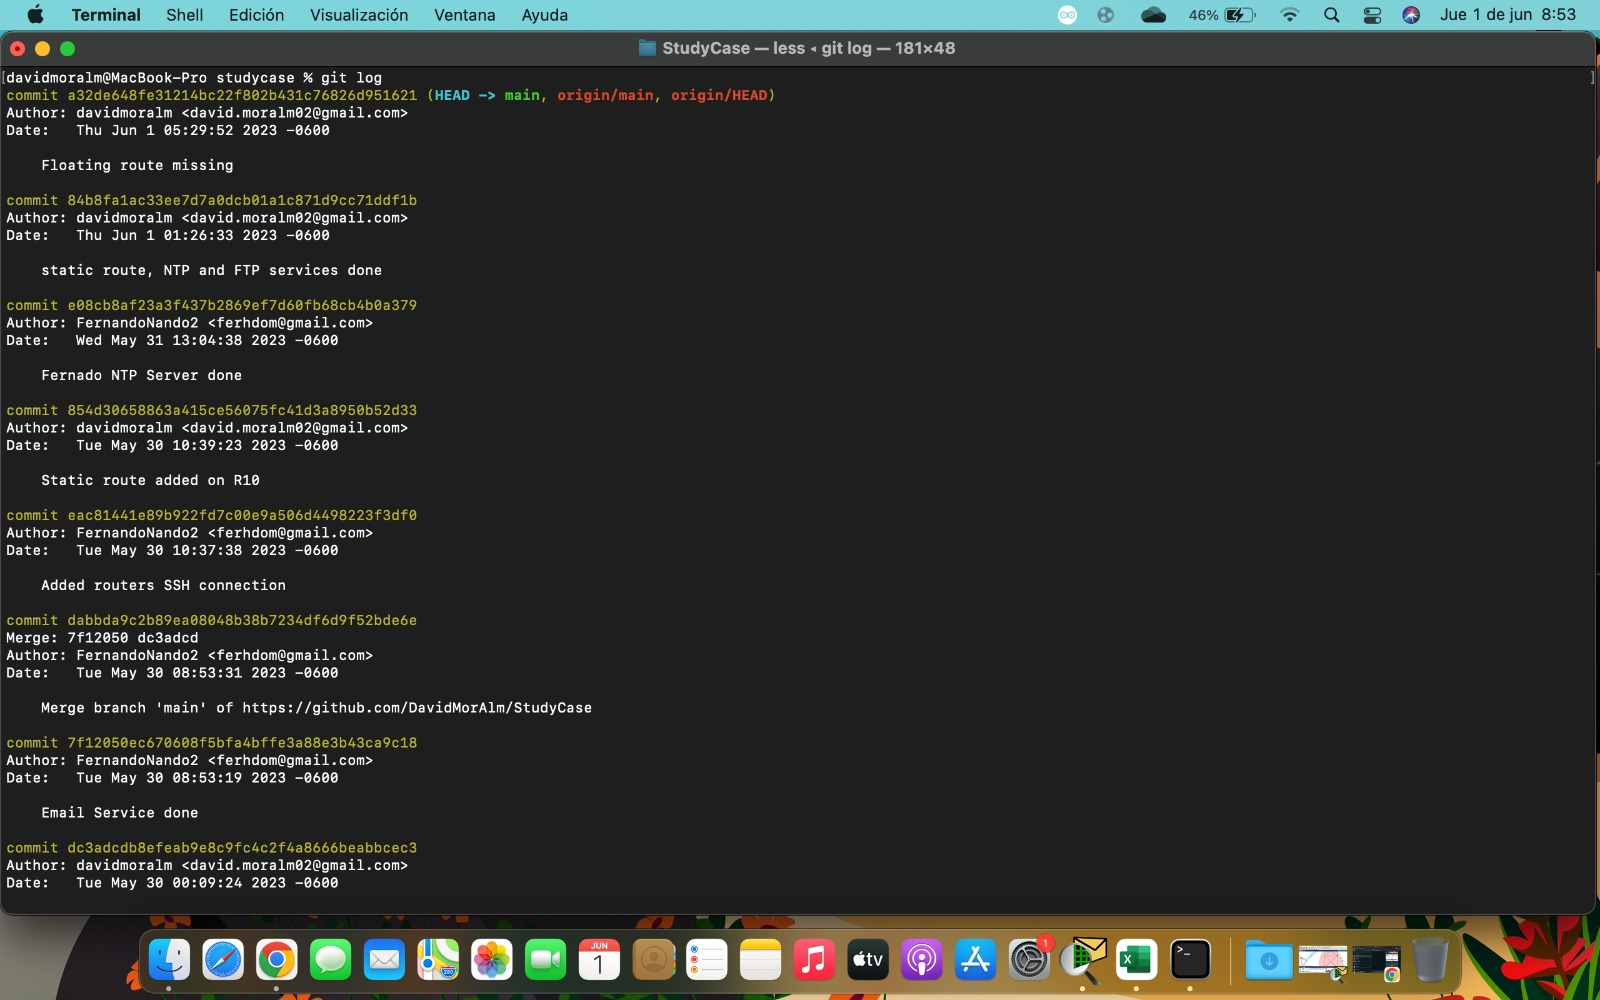 Terminal Shell Edición Visualización Ventana Ayuda 46% Jue 1 de jun 8:53
StudyCase — less ◂ git log — 181×48
[davidmoralm@MacBook-Pro studycase % git log ]
commit a32de648fe31214bc22f802b431c76826d951621 (HEAD -> main, origin/main, origin/HEAD)
Author: davidmoralm <david.moralm02@gmail.com>
Date:   Thu Jun 1 05:29:52 2023 -0600
Floating route missing
commit 84b8fa1ac33ee7d7a0dcb01a1c871d9cc71ddf1b
Author: davidmoralm <david.moralm02@gmail.com>
Date:   Thu Jun 1 01:26:33 2023 -0600
static route, NTP and FTP services done
commit e08cb8af23a3f437b2869ef7d60fb68cb4b0a379
Author: FernandoNando2 <ferhdom@gmail.com>
Date:   Wed May 31 13:04:38 2023 -0600
Fernado NTP Server done
commit 854d30658863a415ce56075fc41d3a8950b52d33
Author: davidmoralm <david.moralm02@gmail.com>
Date:   Tue May 30 10:39:23 2023 -0600
Static route added on R10
commit eac81441e89b922fd7c00e9a506d4498223f3df0
Author: FernandoNando2 <ferhdom@gmail.com>
Date:   Tue May 30 10:37:38 2023 -0600
Added routers SSH connection
commit dabbda9c2b89ea08048b38b7234df6d9f52bde6e
Merge: 7f12050 dc3adcd
Author: FernandoNando2 <ferhdom@gmail.com>
Date:   Tue May 30 08:53:31 2023 -0600
Merge branch 'main' of https://github.com/DavidMorAlm/StudyCase
commit 7f12050ec670608f5bfa4bffe3a88e3b43ca9c18
Author: FernandoNando2 <ferhdom@gmail.com>
Date:   Tue May 30 08:53:19 2023 -0600
Email Service done
commit dc3adcdb8efeab9e8c9fc4c2f4a8666beabbcec3
Author: davidmoralm <david.moralm02@gmail.com>
Date:   Tue May 30 00:09:24 2023 -0600
JUN
1
280
tv
1
X
>_